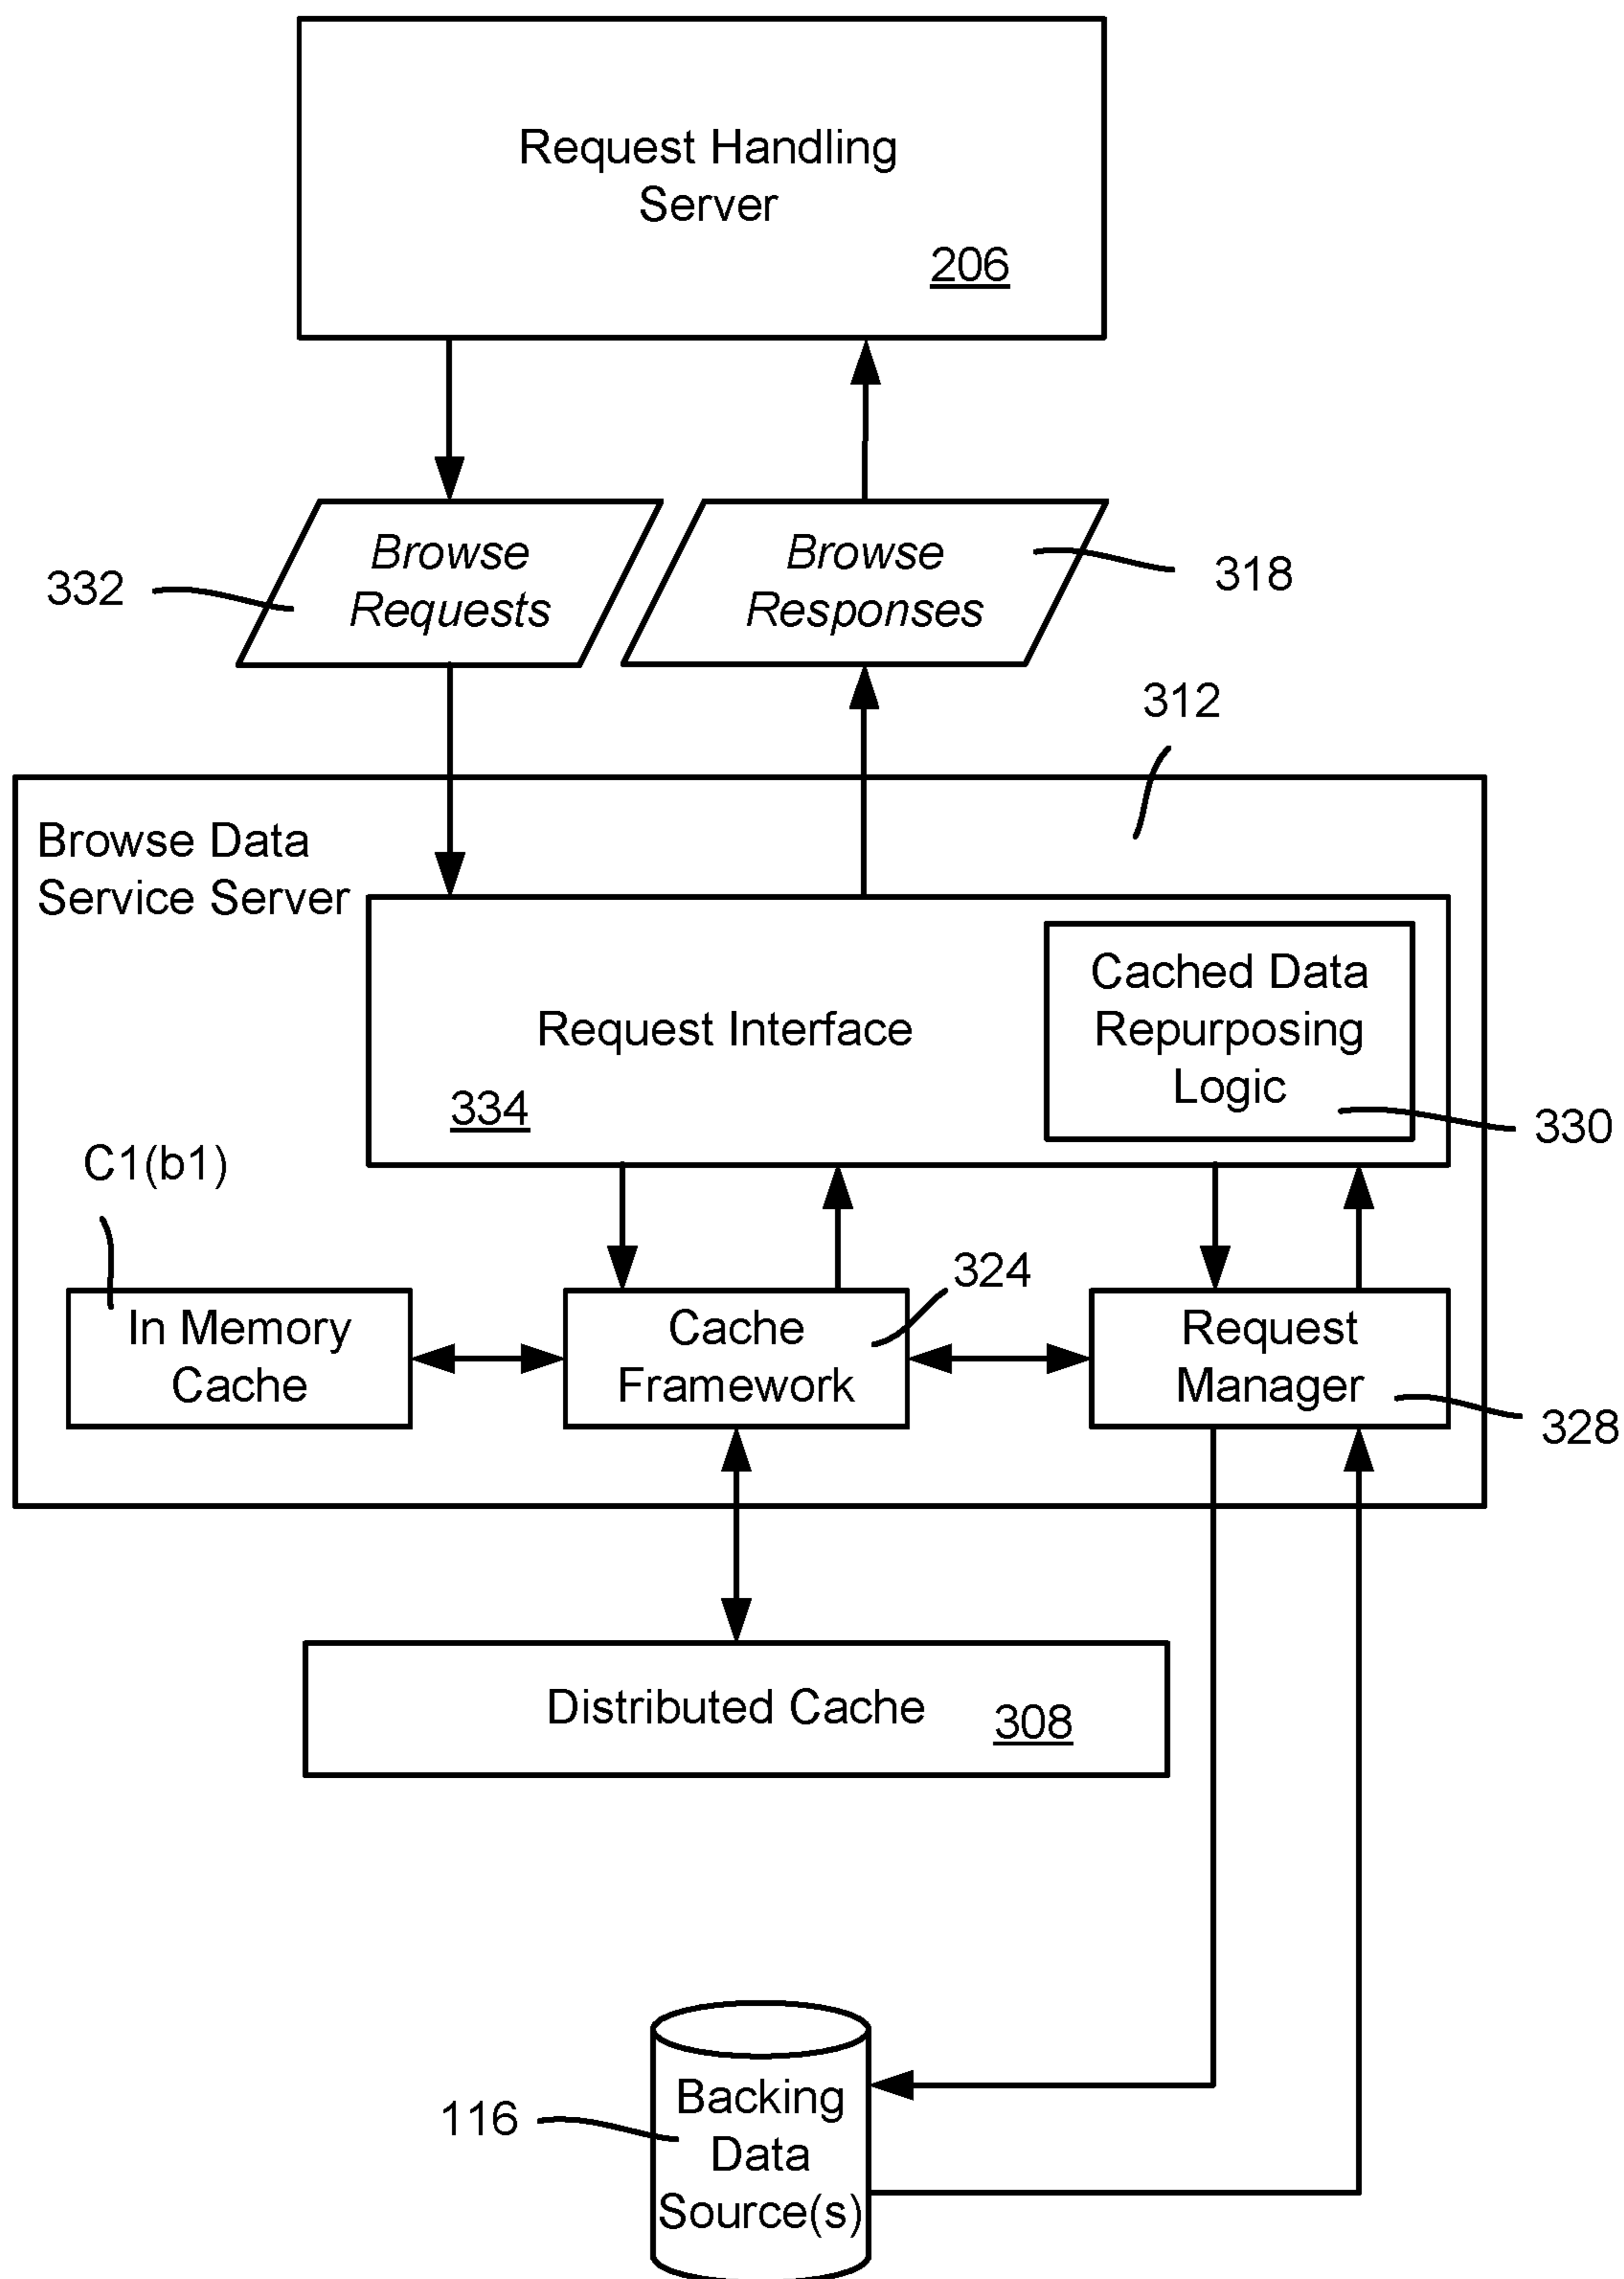 Request Handling
Server
206
Browse
Requests
332
Browse
Responses
318
312
Browse Data
Service Server
Request Interface
334
Cached Data
Repurposing
Logic
330
C1(b1)
In Memory
Cache
Cache
Framework
324
Request
Manager
328
Distributed Cache
308
116
Backing
Data
Source(s)